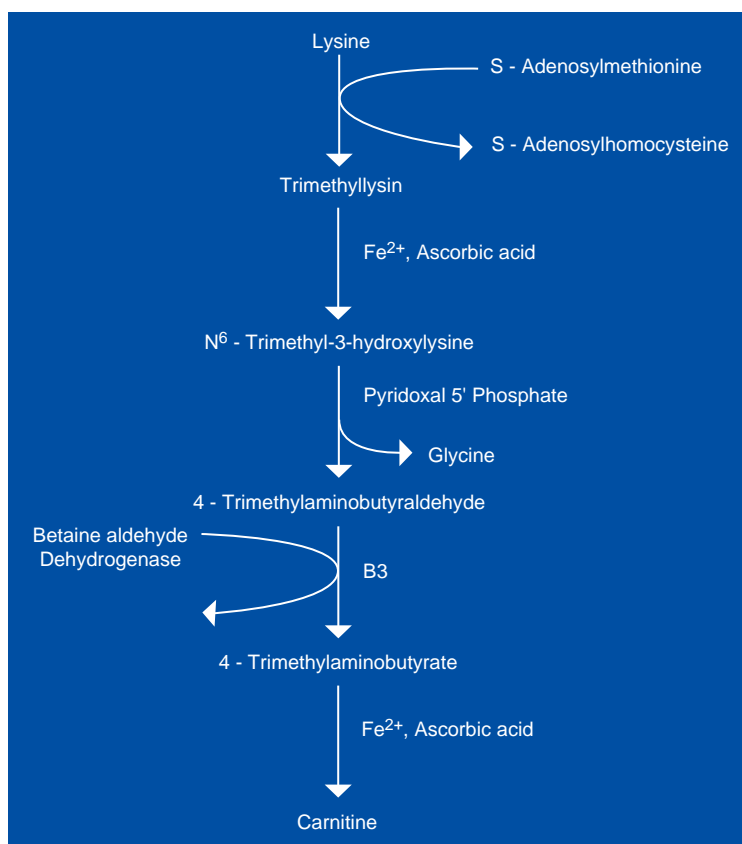 Lysine
S - Adenosylmethionine
S - Adenosylhomocysteine
Trimethyllysin
Fe2+, Ascorbic acid
N6 - Trimethyl-3-hydroxylysine
Pyridoxal 5' Phosphate
Glycine
4 - Trimethylaminobutyraldehyde
Betaine aldehyde
Dehydrogenase
B3
4 - Trimethylaminobutyrate
Fe2+, Ascorbic acid
Carnitine